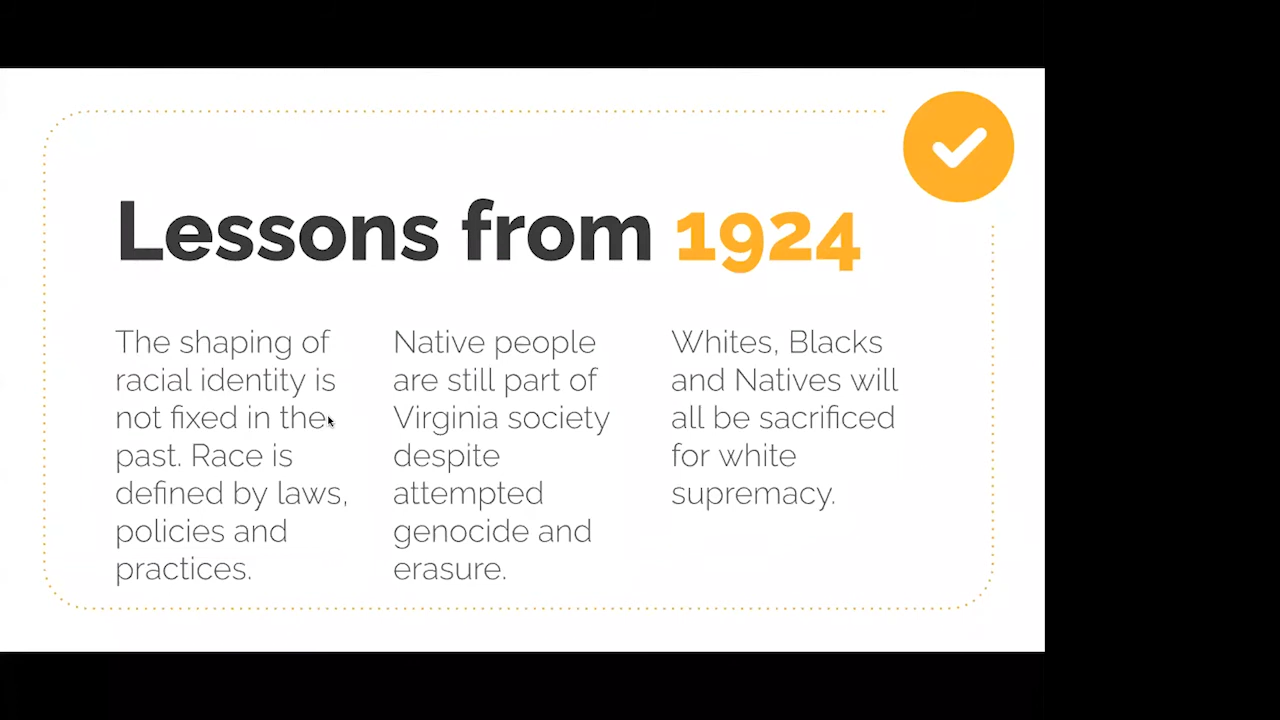 Lessons from 1924
The shaping of
racial identity is
not fixed in the
past. Race is
defined by laws,
policies and
practices.
Native people
are still part of
Virginia society
despite
attempted
genocide and
erasure.
Whites, Blacks
and Natives will
all be sacrificed
for white
supremacy.